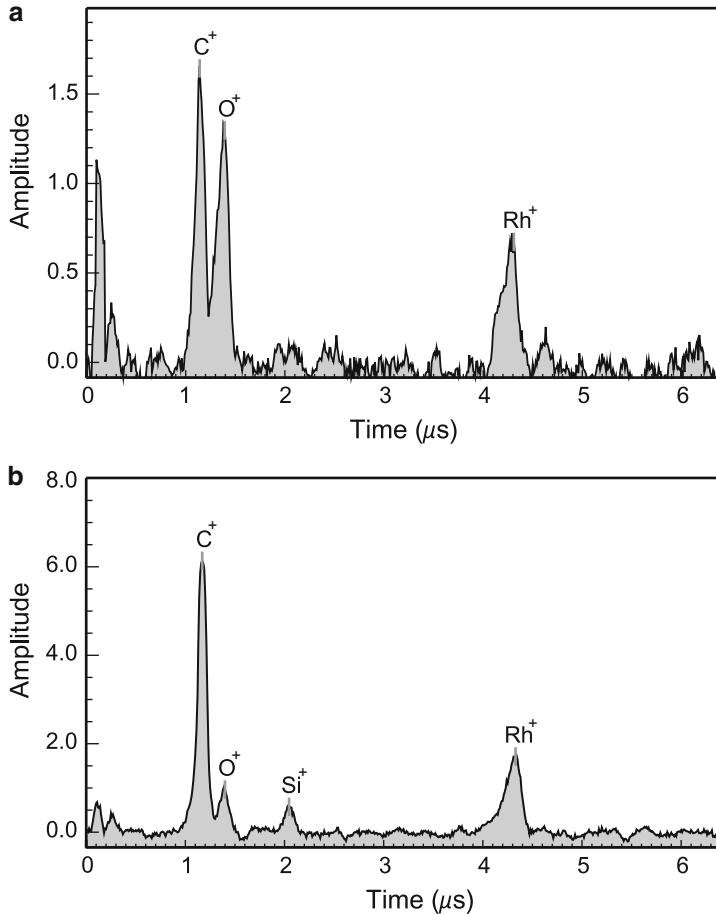 a
C+
O+
Rh+
1.5
1.0
0.5
0.0
Amplitude
0 1 2 3 4 5 6
Time (μs)
b
8.0
C+
6.0
4.0
2.0
0.0
Amplitude
O+
Si+
Rh+
0 1 2 3 4 5 6
Time (μs)